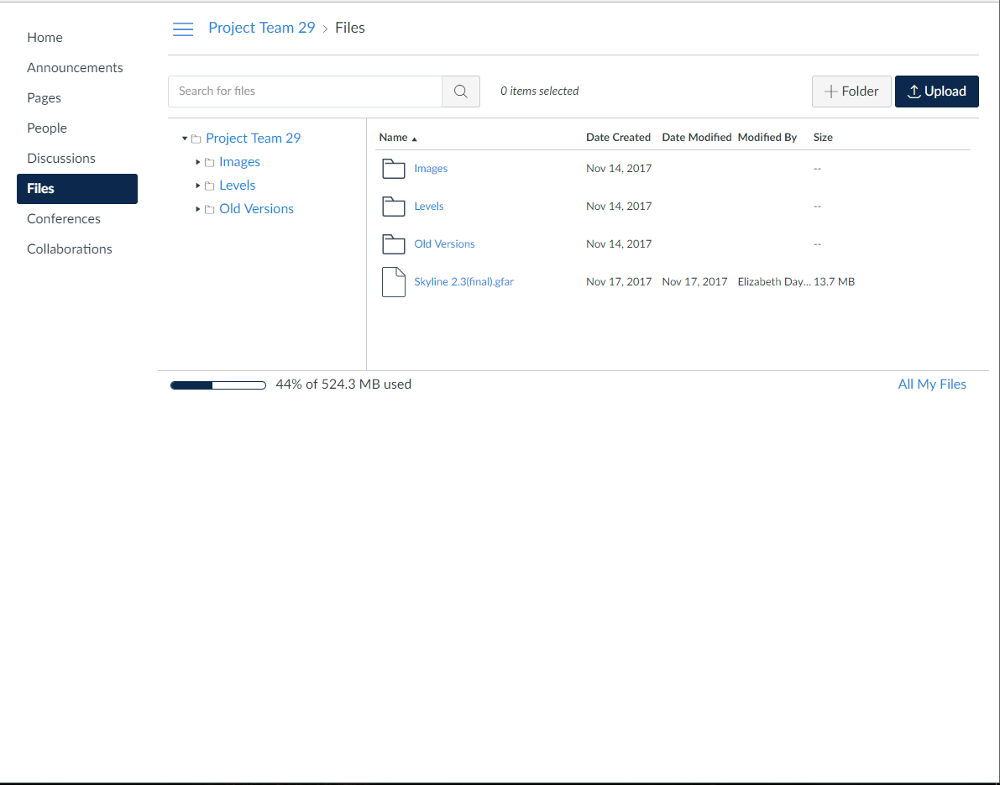 Project Team 29 › Files
Home
Announcements
Pages
People
Discussions
Files
Conferences
Collaborations
Search for files
0 items selected
Folder
Upload
Project Team 29
Images
Levels
Old Versions
Name Date Created Date Modified Modified By Size
Images Nov 14, 2017 --
Levels Nov 14, 2017 --
Old Versions Nov 14, 2017 --
Skyline 2.3(final).gfar Nov 17, 2017 Nov 17, 2017 Elizabeth Day... 13.7 MB
44% of 524.3 MB used
All My Files